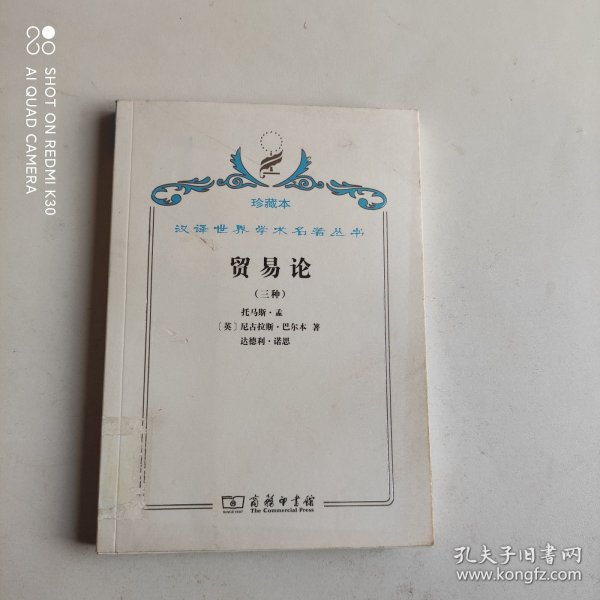 SHOT ON REDMI K30
AI QUAD CAMERA
珍藏本
汉译世界学术名著丛书
贸易论
（三种）
托马斯·孟
〔英〕尼古拉斯·巴尔本 著
达德利·诺思
商務印書館
The Commercial Press
孔夫子旧书网
www.kongfz.com